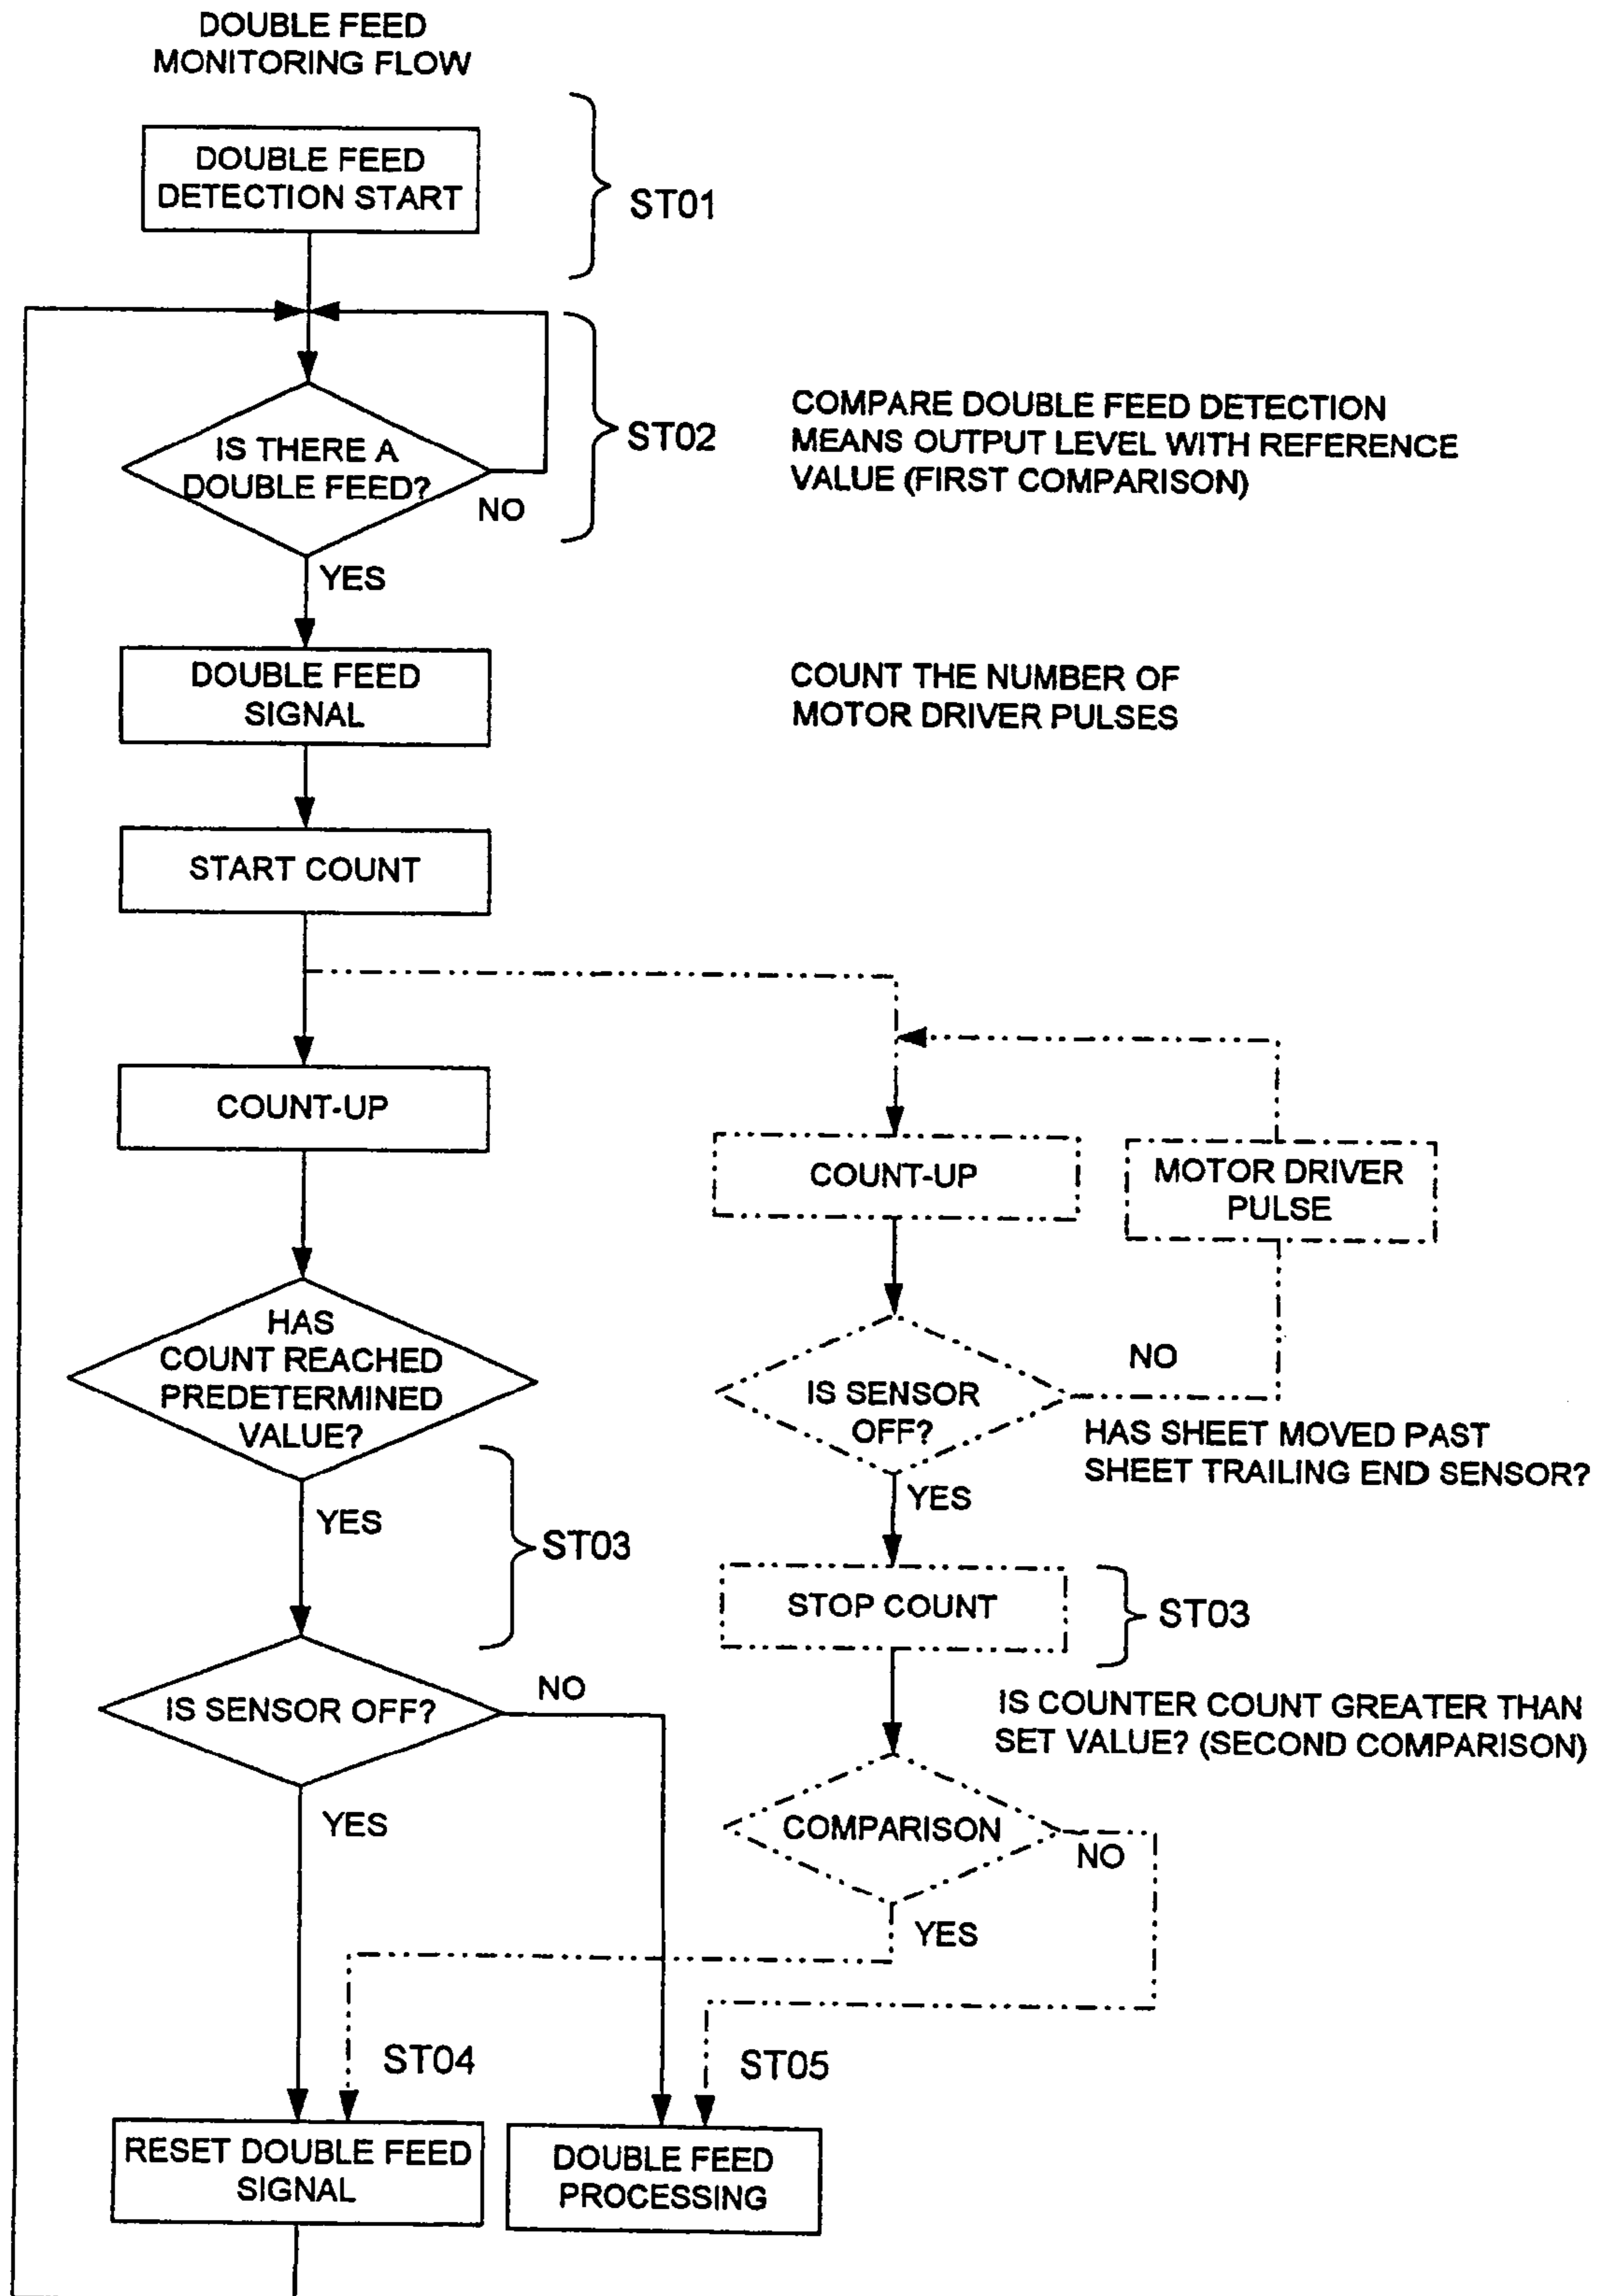 DOUBLE FEED
MONITORING FLOW
DOUBLE FEED
DETECTION START
ST01
IS THERE A
DOUBLE FEED?
NO
ST02
COMPARE DOUBLE FEED DETECTION
MEANS OUTPUT LEVEL WITH REFERENCE
VALUE (FIRST COMPARISON)
YES
DOUBLE FEED
SIGNAL
COUNT THE NUMBER OF
MOTOR DRIVER PULSES
START COUNT
COUNT-UP
COUNT-UP
MOTOR DRIVER
PULSE
HAS
COUNT REACHED
PREDETERMINED
VALUE?
IS SENSOR
OFF?
NO
HAS SHEET MOVED PAST
SHEET TRAILING END SENSOR?
YES
YES
ST03
STOP COUNT
ST03
IS SENSOR OFF?
NO
IS COUNTER COUNT GREATER THAN
SET VALUE? (SECOND COMPARISON)
YES
COMPARISON
NO
YES
ST04
ST05
RESET DOUBLE FEED
SIGNAL
DOUBLE FEED
PROCESSING